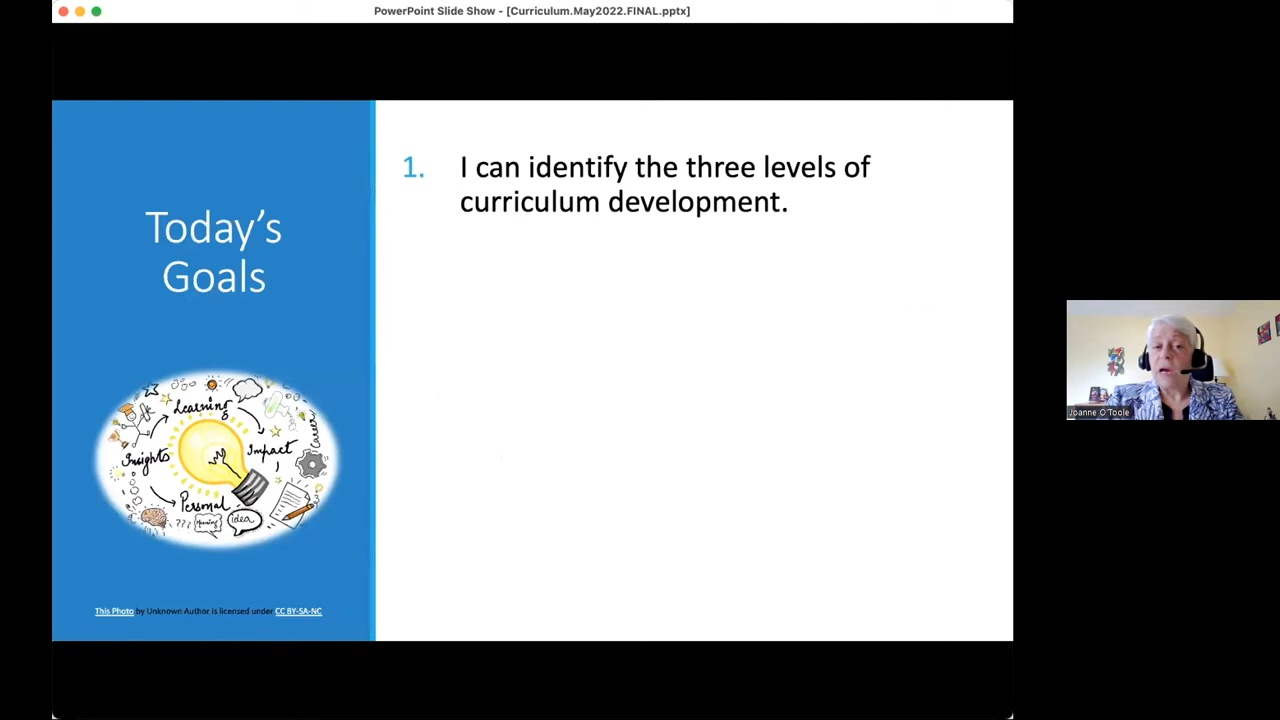 PowerPoint Slide Show - [Curriculum.May2022.FINAL.pptx]
Today's
Goals
1. I can identify the three levels of
curriculum development.
Learning
Insights
Impact
Career
Personal
???
idea
This Photo by Unknown Author is licensed under CC BY-SA-NC
Joanne O'Toole